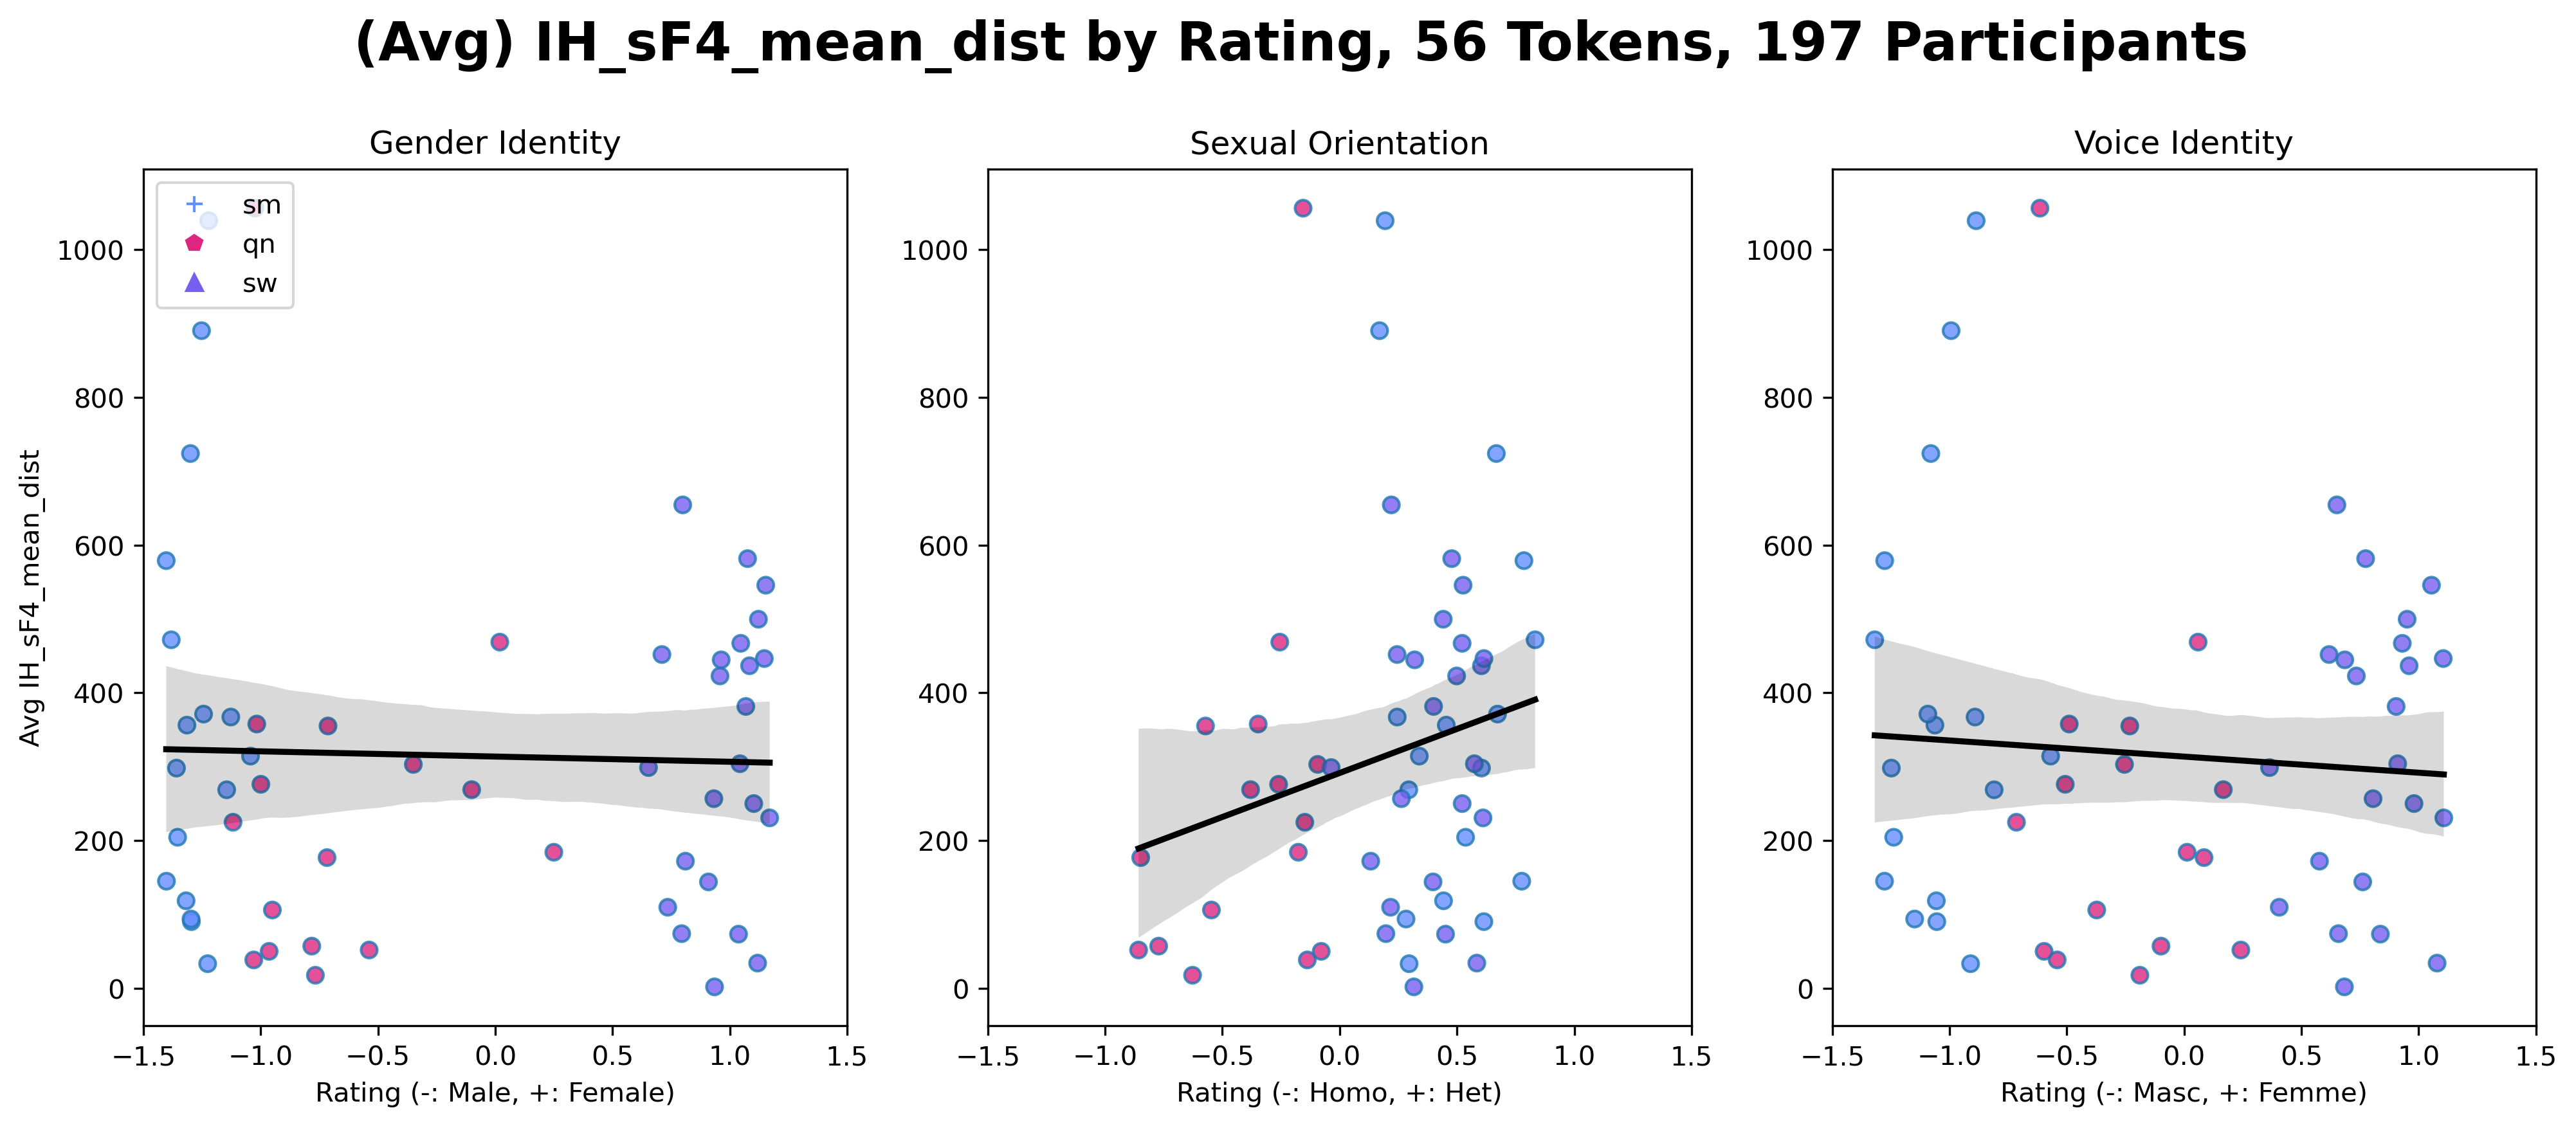 (Avg) IH_sF4_mean_dist by Rating, 56 Tokens, 197 Participants
Gender Identity
Sexual Orientation
Voice Identity
sm
qn
sw
Avg IH_sF4_mean_dist
1000
800
600
400
200
0
−1.5 −1.0 −0.5 0.0 0.5 1.0 1.5
Rating (-: Male, +: Female)
1000
800
600
400
200
0
−1.5 −1.0 −0.5 0.0 0.5 1.0 1.5
Rating (-: Homo, +: Het)
1000
800
600
400
200
0
−1.5 −1.0 −0.5 0.0 0.5 1.0 1.5
Rating (-: Masc, +: Femme)